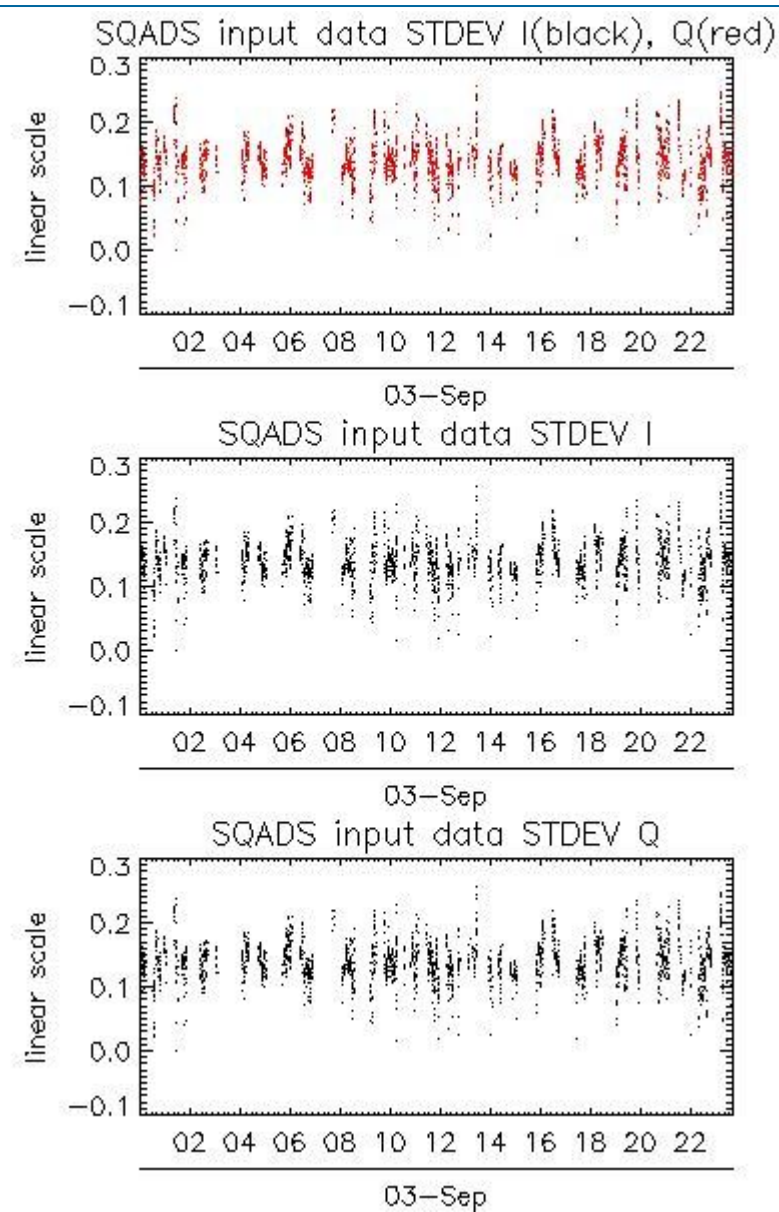 SQADS input data STDEV I(black), Q(red)
0.3
0.2
0.1
0.0
−0.1
linear scale
02 04 06 08 10 12 14 16 18 20 22
03−Sep
SQADS input data STDEV I
0.3
0.2
0.1
0.0
−0.1
linear scale
02 04 06 08 10 12 14 16 18 20 22
03−Sep
SQADS input data STDEV Q
0.3
0.2
0.1
0.0
−0.1
linear scale
02 04 06 08 10 12 14 16 18 20 22
03−Sep